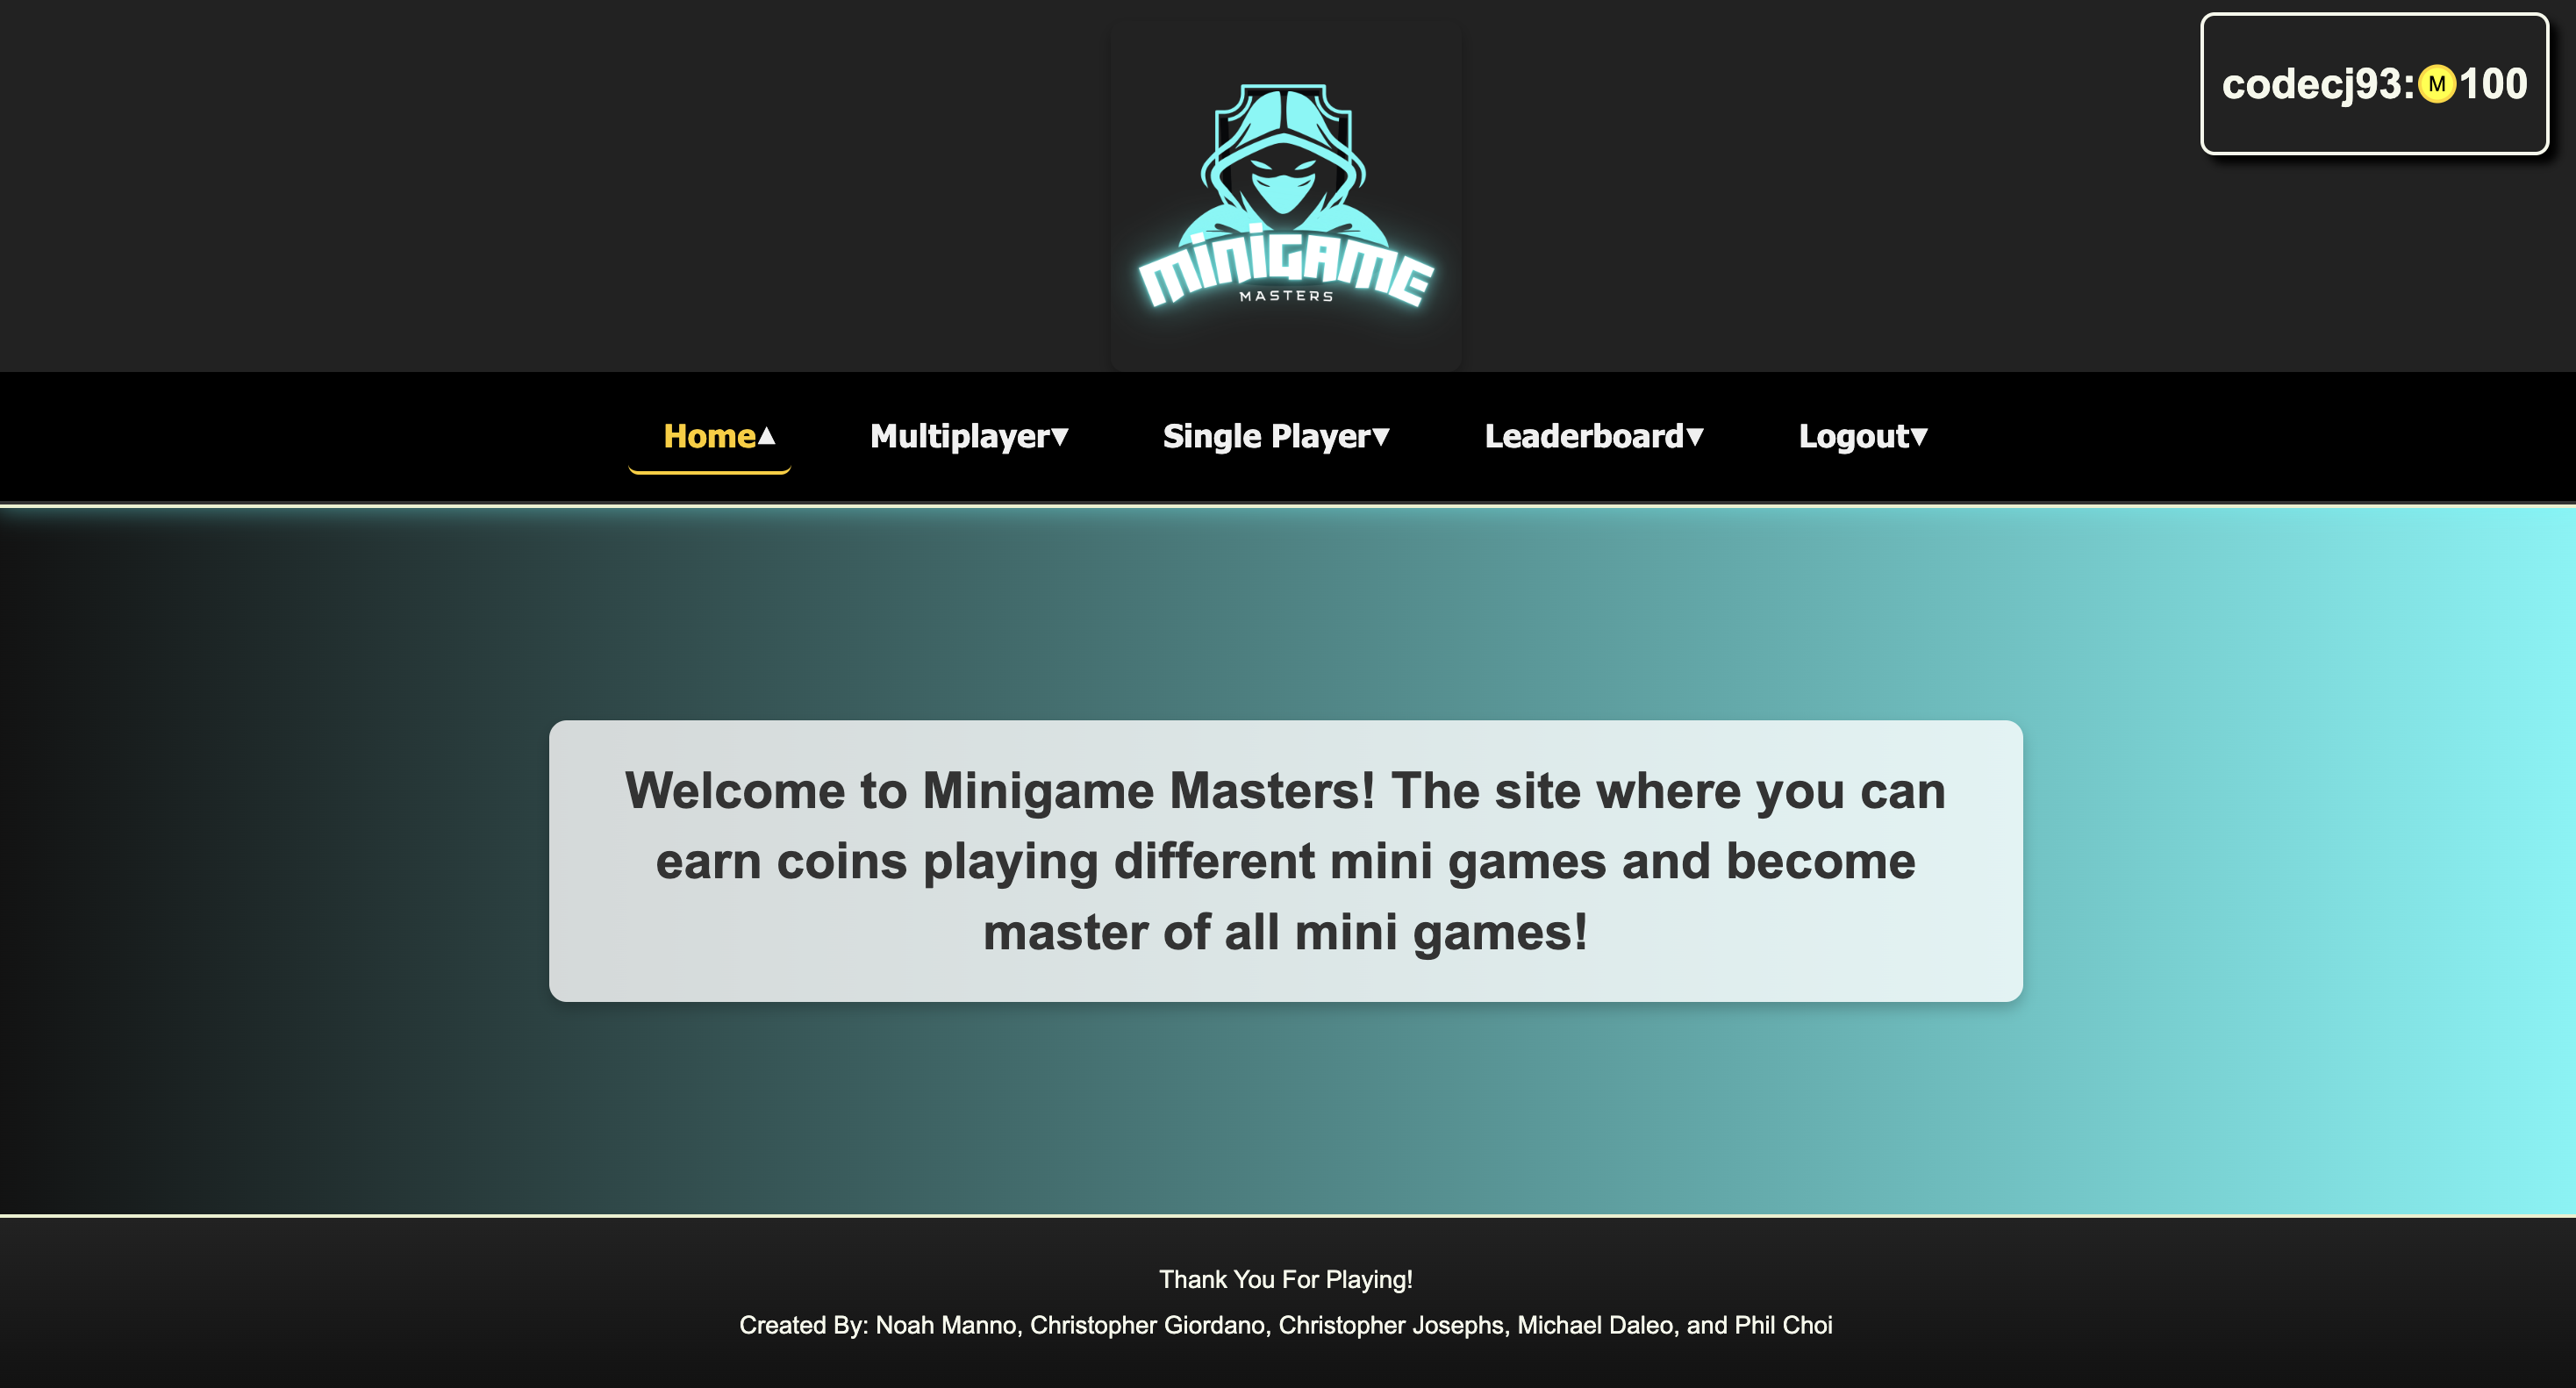 codecj93:Ⓜ100
MINIGAME
MASTERS
Home▲ Multiplayer▼ Single Player▼ Leaderboard▼ Logout▼
Welcome to Minigame Masters! The site where you can
earn coins playing different mini games and become
master of all mini games!
Thank You For Playing!
Created By: Noah Manno, Christopher Giordano, Christopher Josephs, Michael Daleo, and Phil Choi